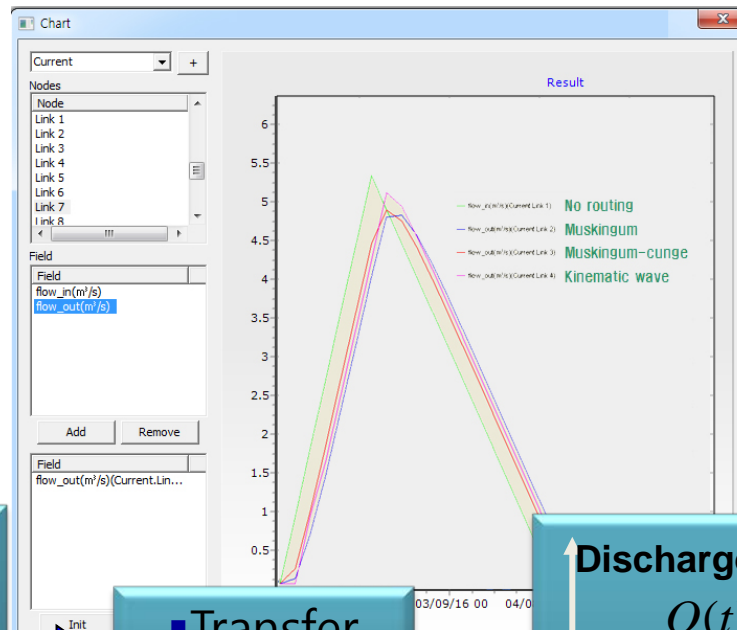 Chart
Current
+
Nodes
Node
Link 1
Link 2
Link 3
Link 4
Link 5
Link 6
Link 7
Link 8
Field
Field
flow_in(m³/s)
flow_out(m³/s)
Add Remove
Field
flow_out(m³/s)(Current.Lin...
Init
Result
6
5.5
5
4.5
4
3.5
3
2.5
2
1.5
1
0.5
flow_in(m³/s)(Current Link 1) No routing
flow_out(m³/s)(Current Link 2) Muskingum
flow_out(m³/s)(Current Link 3) Muskingum-cunge
flow_out(m³/s)(Current Link 4) Kinematic wave
03/09/16 00 04/0
Transfer
Discharge
Q(t